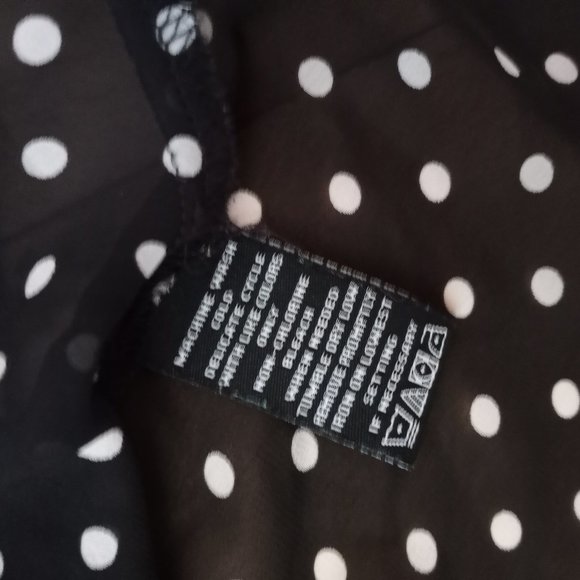 MACHINE WASH
COLD
DELICATE CYCLE
WITH LIKE COLORS
ONLY
NON-CHLORINE
BLEACH
WHEN NEEDED
TUMBLE DRY LOW
REMOVE PROMPTLY
IRON ON LOWEST
SETTING
IF NECESSARY